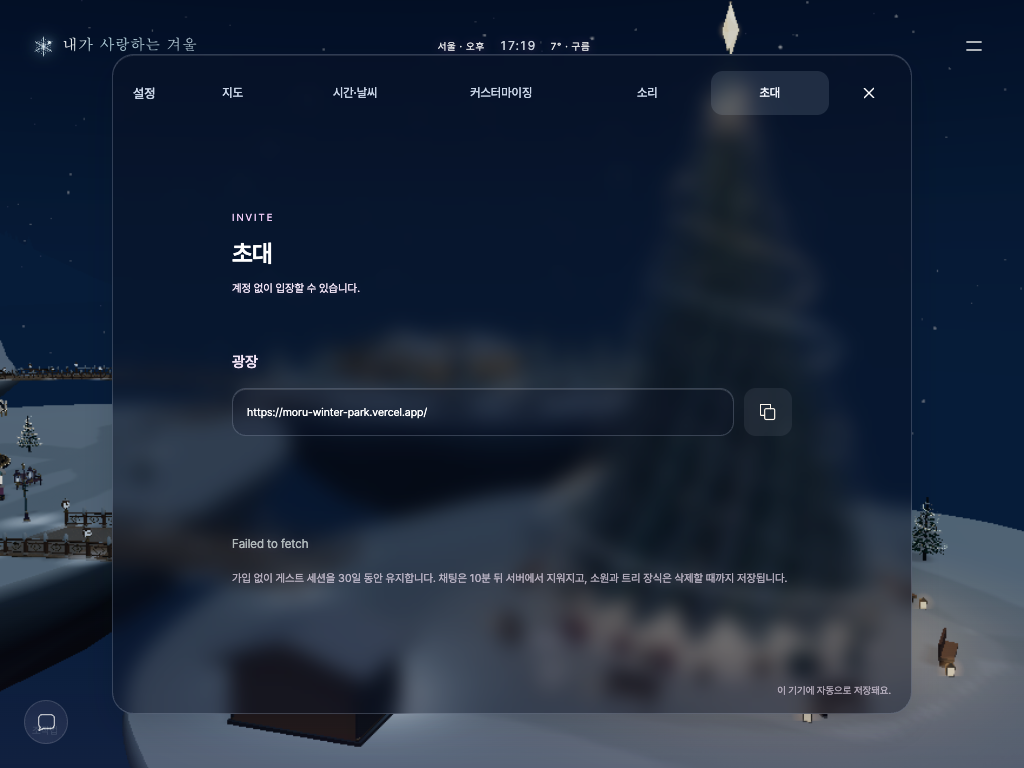 내가 사랑하는 겨울
서울 · 오후 17:19 7° · 구름
설정 지도 시간·날씨 커스터마이징 소리 초대
INVITE
초대
계정 없이 입장할 수 있습니다.
광장
https://moru-winter-park.vercel.app/
Failed to fetch
가입 없이 게스트 세션을 30일 동안 유지합니다. 채팅은 10분 뒤 서버에서 지워지고, 소원과 트리 장식은 삭제할 때까지 저장됩니다.
이 기기에 자동으로 저장돼요.